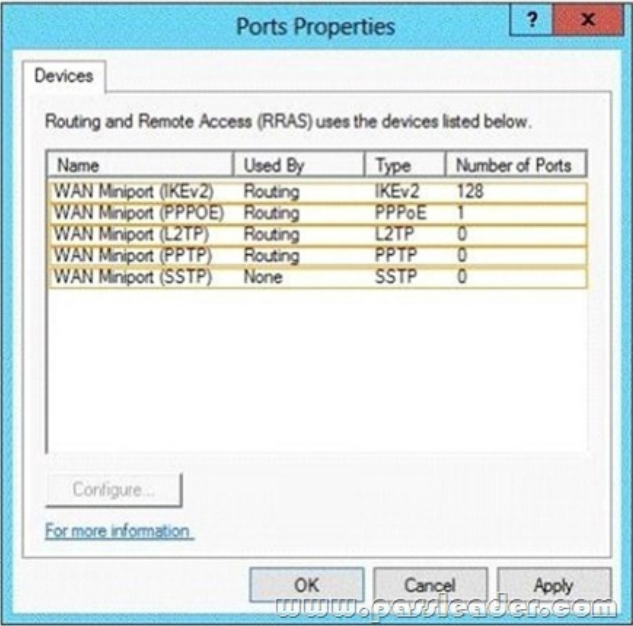 Ports Properties
? x
Devices
Routing and Remote Access (RRAS) uses the devices listed below.
Name Used By Type Number of Ports
WAN Miniport (IKEv2) Routing IKEv2 128
WAN Miniport (PPPOE) Routing PPPoE 1
WAN Miniport (L2TP) Routing L2TP 0
WAN Miniport (PPTP) Routing PPTP 0
WAN Miniport (SSTP) None SSTP 0
Configure...
For more information
OK Cancel Apply
www.passleader.com